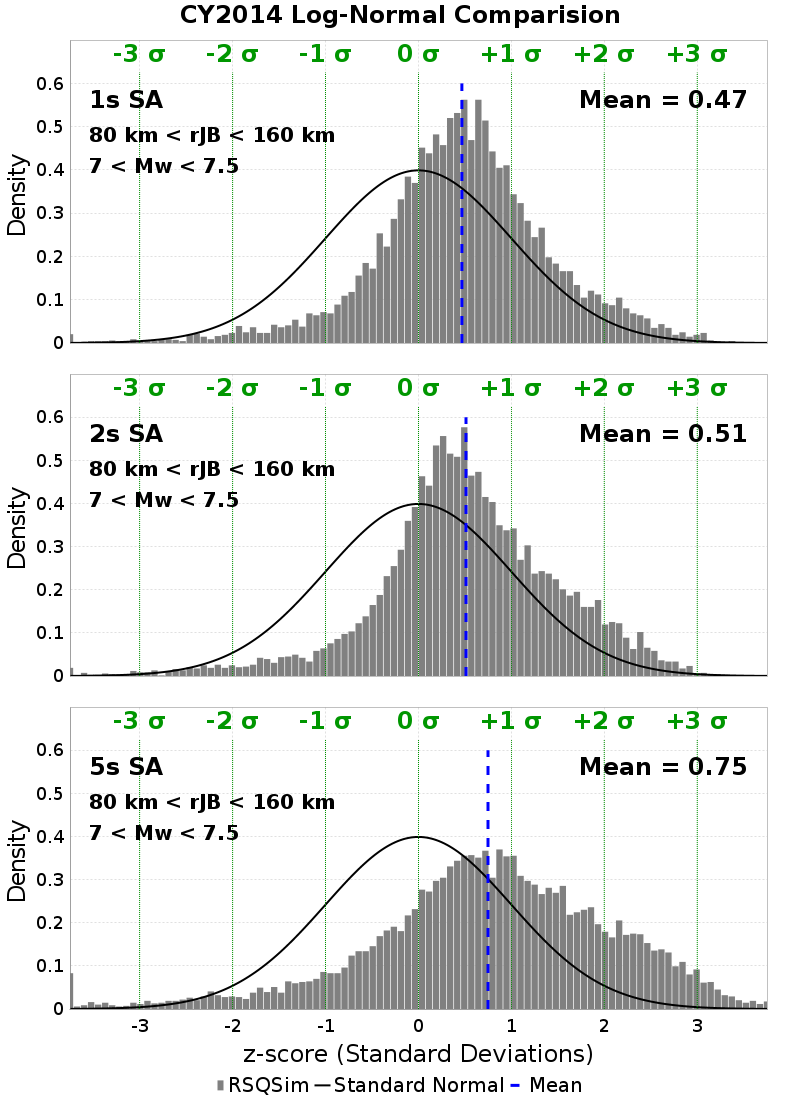 CY2014 Log-Normal Comparision
-3 σ -2 σ -1 σ 0 σ +1 σ +2 σ +3 σ
0.6
1s SA Mean = 0.47
0.5
80 km < rJB < 160 km
7 < Mw < 7.5
0.4
0.3
0.2
0.1
0
Density
-3 σ -2 σ -1 σ 0 σ +1 σ +2 σ +3 σ
0.6
2s SA Mean = 0.51
0.5
80 km < rJB < 160 km
7 < Mw < 7.5
0.4
0.3
0.2
0.1
0
Density
-3 σ -2 σ -1 σ 0 σ +1 σ +2 σ +3 σ
0.6
5s SA Mean = 0.75
0.5
80 km < rJB < 160 km
7 < Mw < 7.5
0.4
0.3
0.2
0.1
0
Density
-3 -2 -1 0 1 2 3
z-score (Standard Deviations)
RSQSim Standard Normal Mean